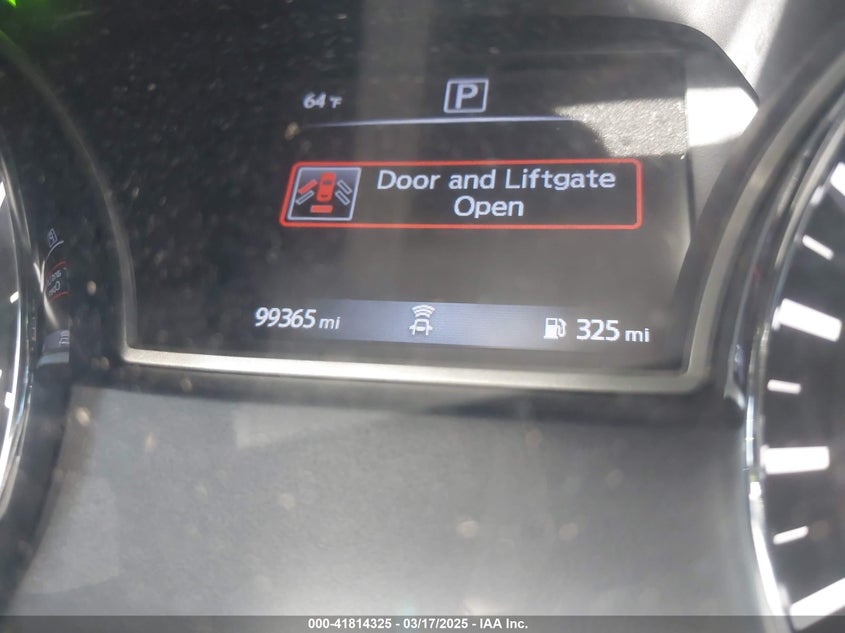 64°F
P
Door and Liftgate
Open
99365 mi
325 mi
000-41814325 - 03/17/2025 - IAA Inc.